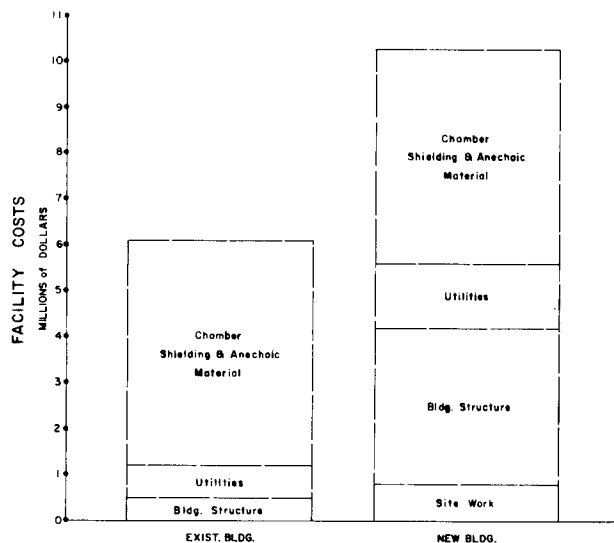 FACILITY COSTS
MILLIONS of DOLLARS
11
10
9
8
7
6
5
4
3
2
1
0
Chamber
Shielding & Anechoic
Material
Utilities
Bldg. Structure
EXIST. BLDG.
Chamber
Shielding & Anechoic
Material
Utilities
Bldg. Structure
Site Work
NEW BLDG.